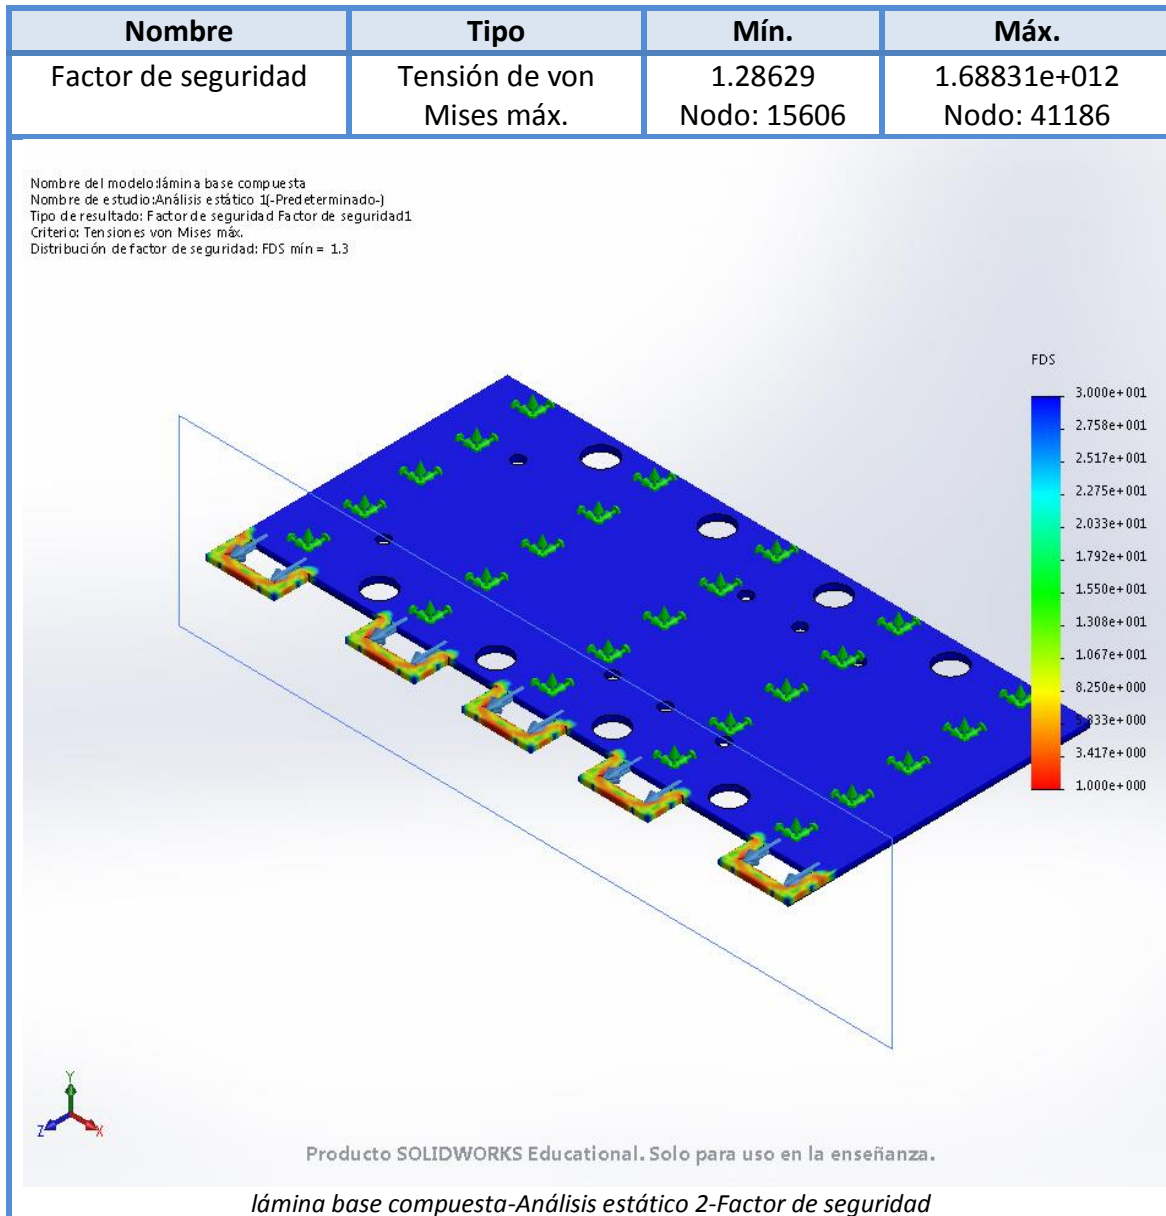 Nombre Tipo Mín. Máx.
Factor de seguridad Tensión de von 1.28629 1.68831e+012
Mises máx. Nodo: 15606 Nodo: 41186
Nombre del modelo:lámina base compuesta
Nombre de estudio:Análisis estático 1(-Predeterminado-)
Tipo de resultado: Factor de seguridad Factor de seguridad1
Criterio: Tensiones von Mises máx.
Distribución de factor de seguridad: FDS mín = 1.3
FDS
3.000e+001
2.758e+001
2.517e+001
2.275e+001
2.033e+001
1.792e+001
1.550e+001
1.308e+001
1.067e+001
8.250e+000
5.833e+000
3.417e+000
1.000e+000
Y
Z X
Producto SOLIDWORKS Educational. Solo para uso en la enseñanza.
lámina base compuesta-Análisis estático 2-Factor de seguridad